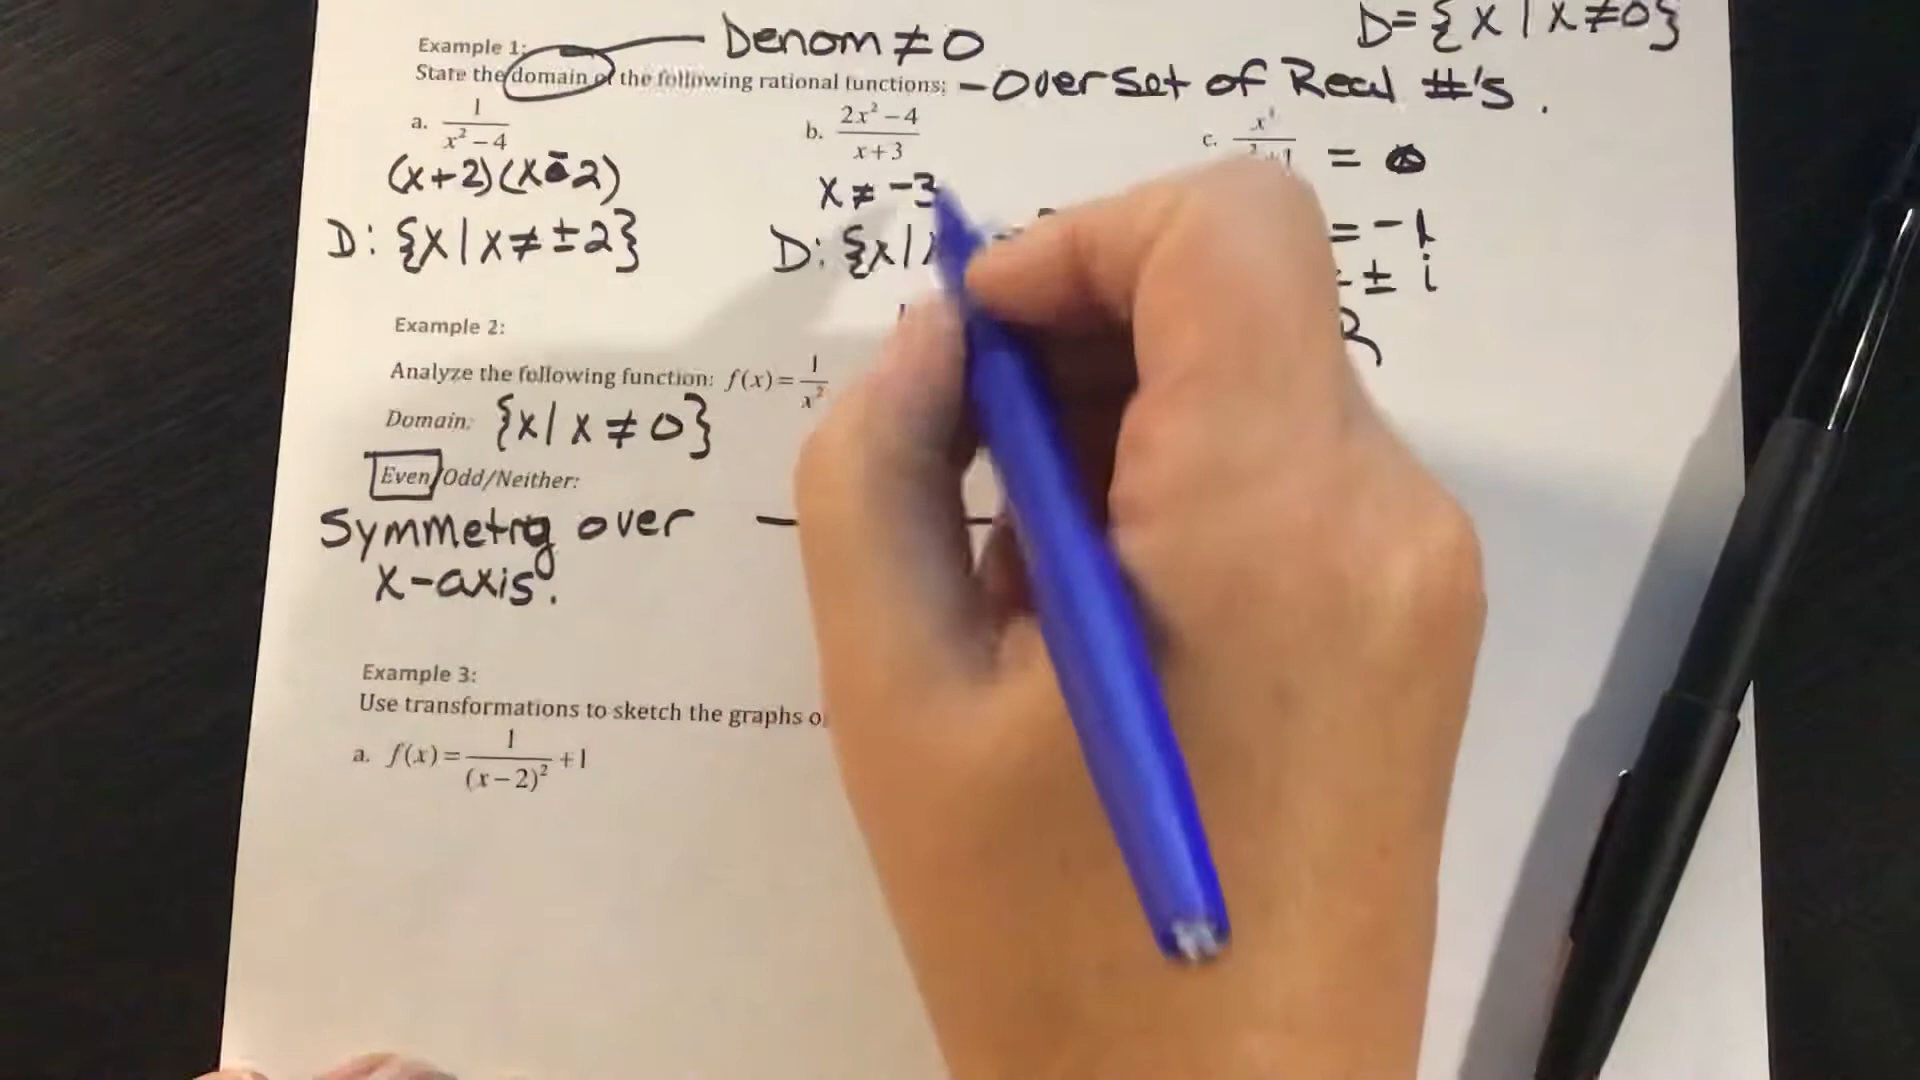 D={x|x≠0}
Example 1: Denom≠0
State the domain of the following rational functions: -Over Set of Real #'s.
a. 1/(x²-4)
(x+2)(x-2)
D: {x|x≠±2}
b. (2x²-4)/(x+3)
x≠-3
D: {x|
c.
=
=-1
=±i
R
Example 2:
Analyze the following function: f(x)=1/x²
Domain: {x|x≠0}
Even/Odd/Neither:
Symmetry over
x-axis.
Example 3:
Use transformations to sketch the graphs
a. f(x)=1/(x-2)²+1